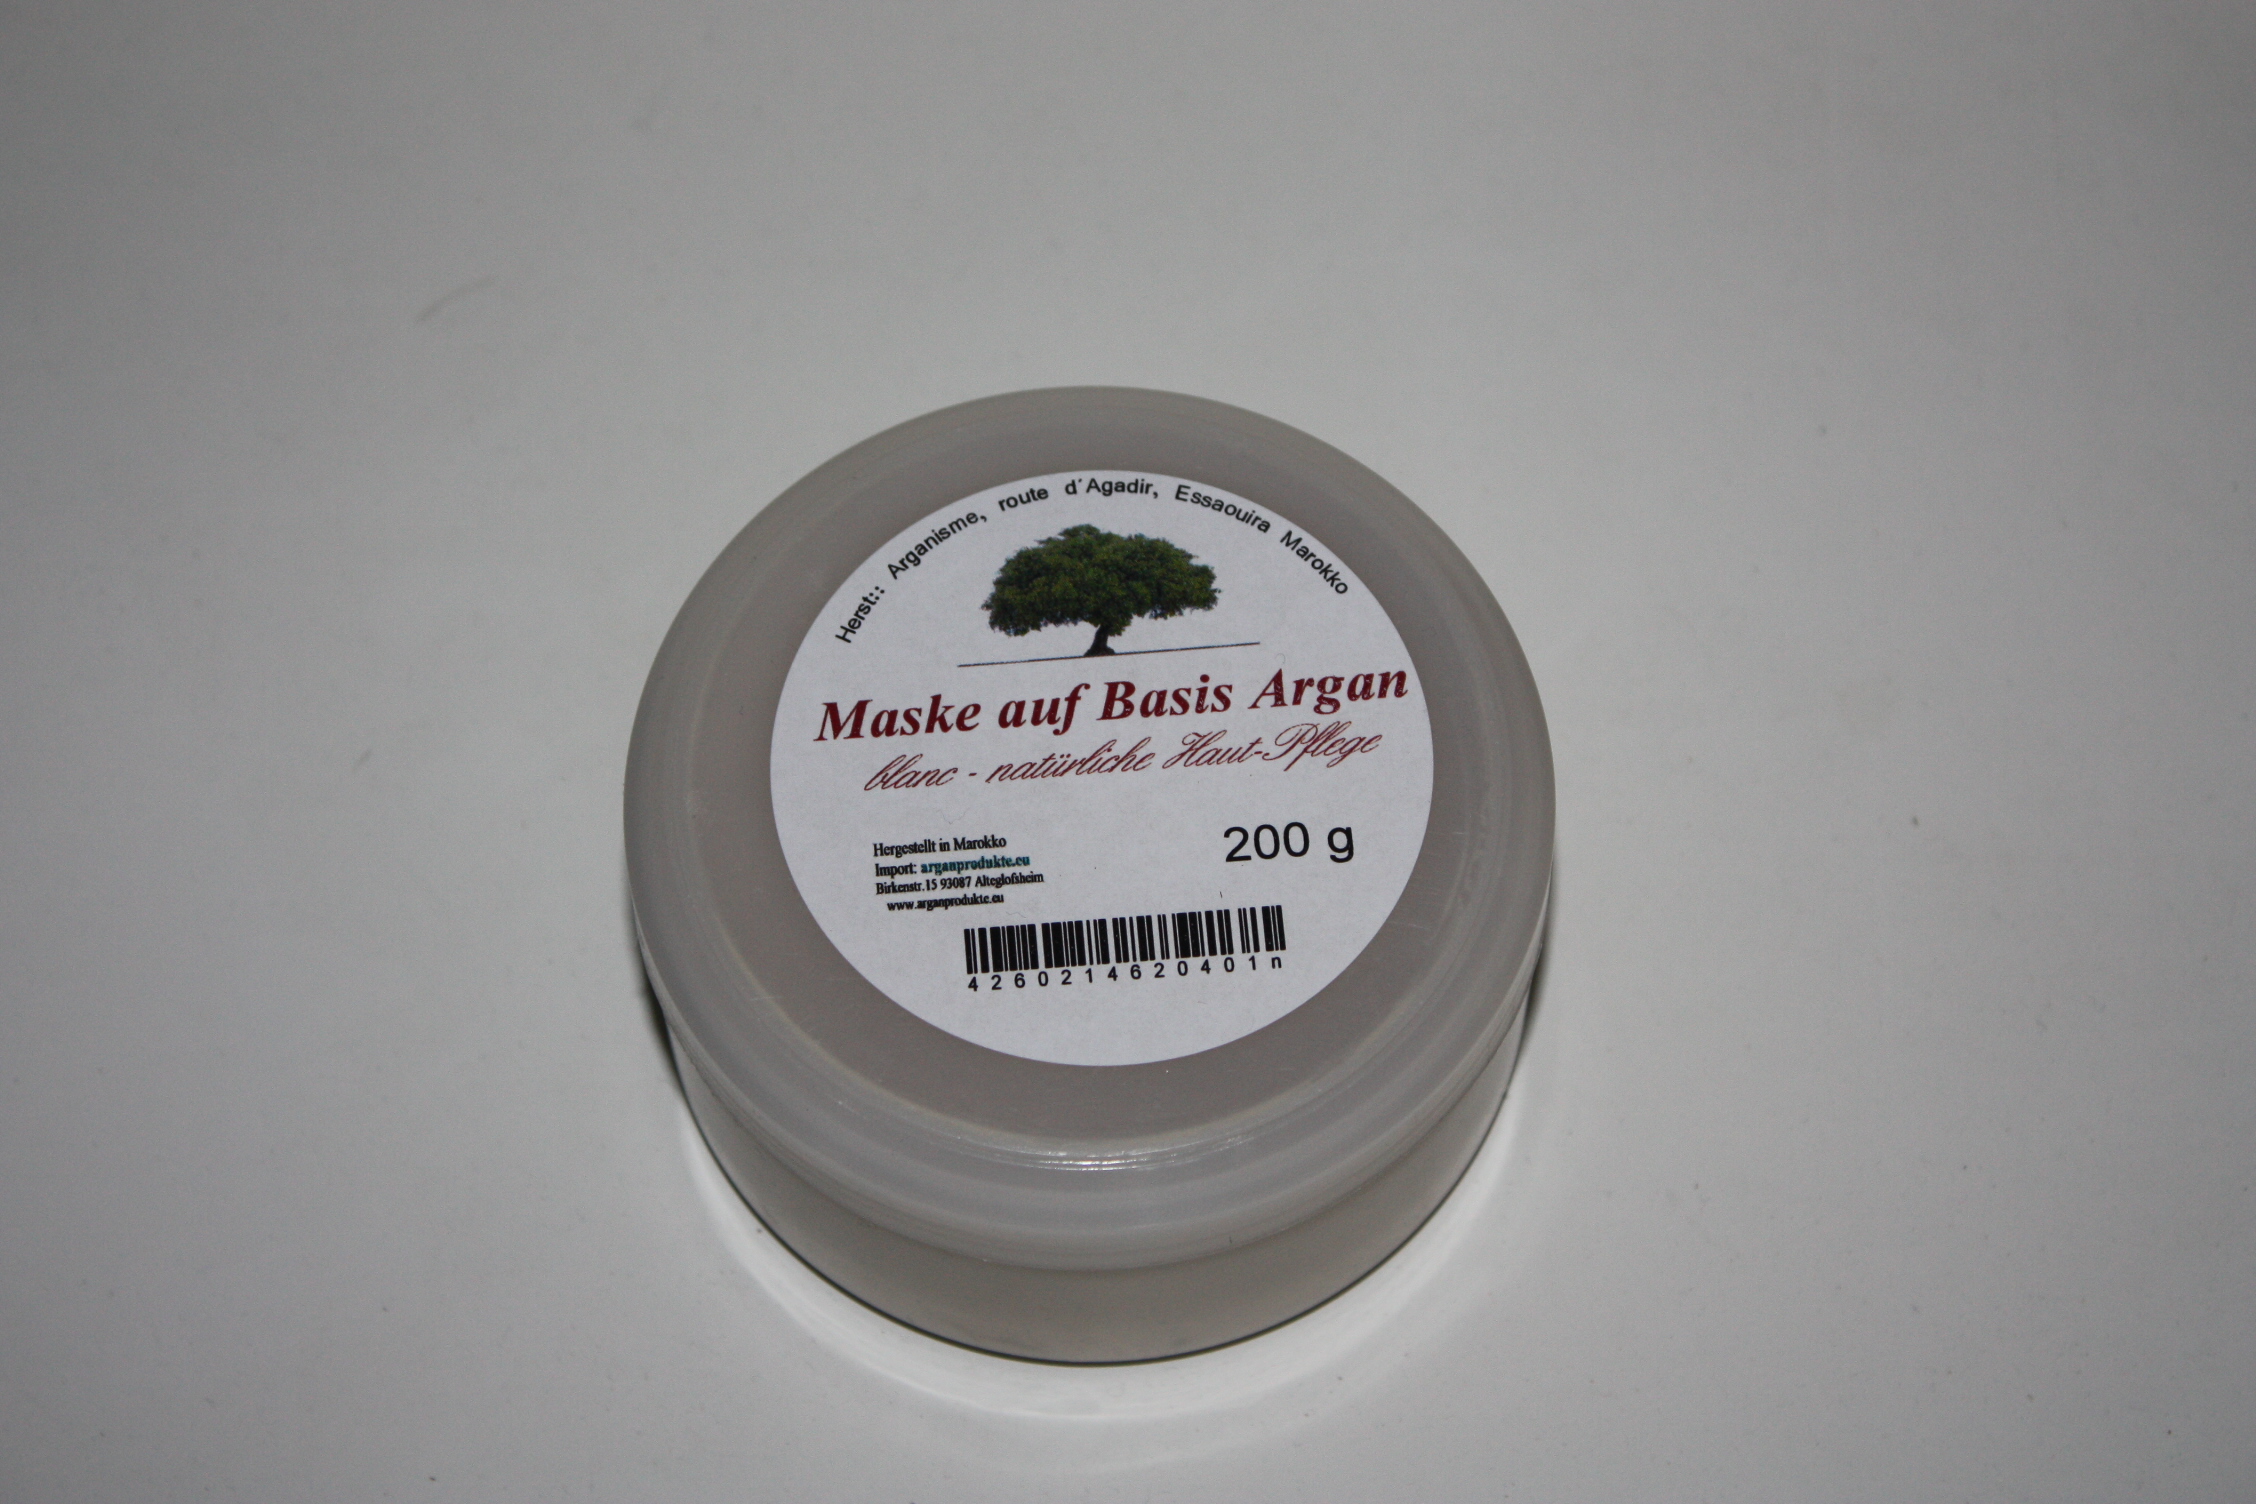 Herst:: Arganisme, route d´Agadir, Essaouira Marokko
Maske auf Basis Argan
blanc - natürliche Haut-Pflege
200 g
Hergestellt in Marokko
Import: arganprodukte.eu
Birkenstr.15 93087 Alteglofsheim
www.arganprodukte.eu
4260214620401n